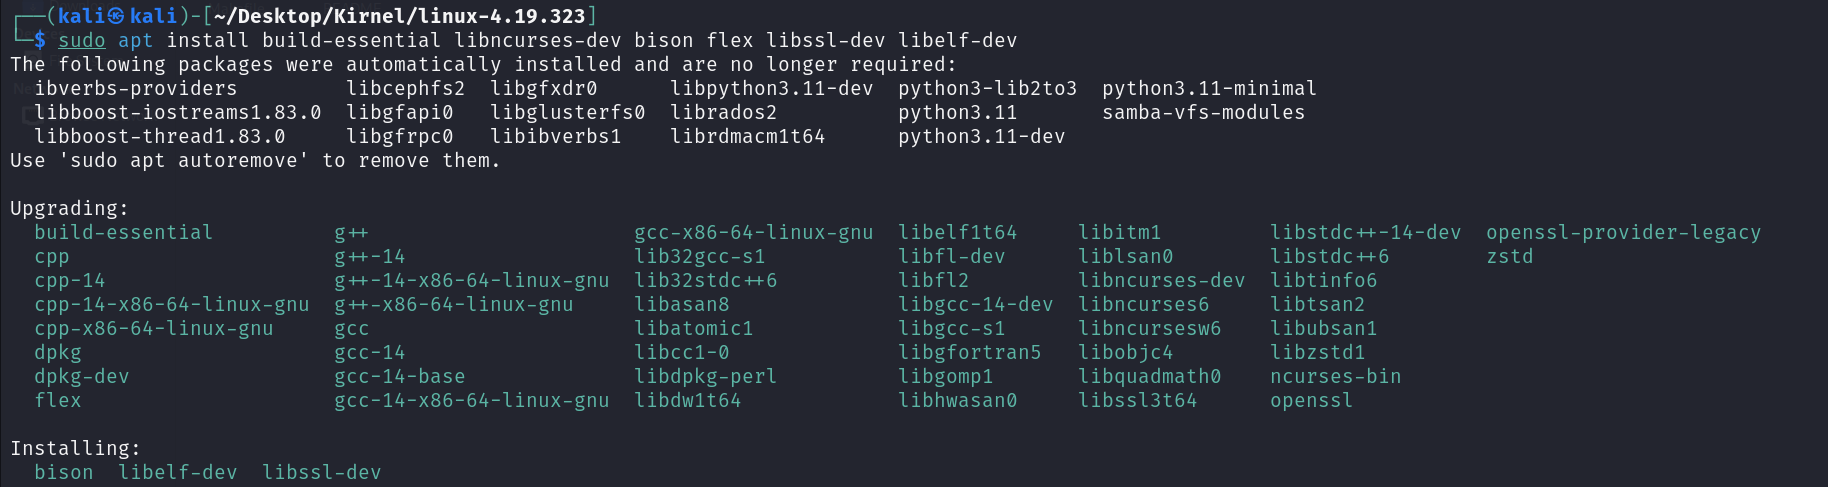 ┌──(kali㉿kali)-[~/Desktop/Kirnel/linux-4.19.323]
└─$ sudo apt install build-essential libncurses-dev bison flex libssl-dev libelf-dev
The following packages were automatically installed and are no longer required:
  ibverbs-providers         libcephfs2  libgfxdr0      libpython3.11-dev  python3-lib2to3  python3.11-minimal
  libboost-iostreams1.83.0  libgfapi0   libglusterfs0  librados2          python3.11       samba-vfs-modules
  libboost-thread1.83.0     libgfrpc0   libibverbs1    librdmacm1t64      python3.11-dev
Use 'sudo apt autoremove' to remove them.

Upgrading:
  build-essential          g++                     gcc-x86-64-linux-gnu  libelf1t64    libitm1         libstdc++-14-dev  openssl-provider-legacy
  cpp                      g++-14                  lib32gcc-s1           libfl-dev     liblsan0        libstdc++6        zstd
  cpp-14                   g++-14-x86-64-linux-gnu  lib32stdc++6         libfl2        libncurses-dev  libtinfo6
  cpp-14-x86-64-linux-gnu  g++-x86-64-linux-gnu    libasan8              libgcc-14-dev  libncurses6    libtsan2
  cpp-x86-64-linux-gnu     gcc                     libatomic1            libgcc-s1     libncursesw6    libubsan1
  dpkg                     gcc-14                  libcc1-0              libgfortran5  libobjc4        libzstd1
  dpkg-dev                 gcc-14-base             libdpkg-perl          libgomp1      libquadmath0    ncurses-bin
  flex                     gcc-14-x86-64-linux-gnu  libdw1t64            libhwasan0    libssl3t64      openssl

Installing:
  bison  libelf-dev  libssl-dev